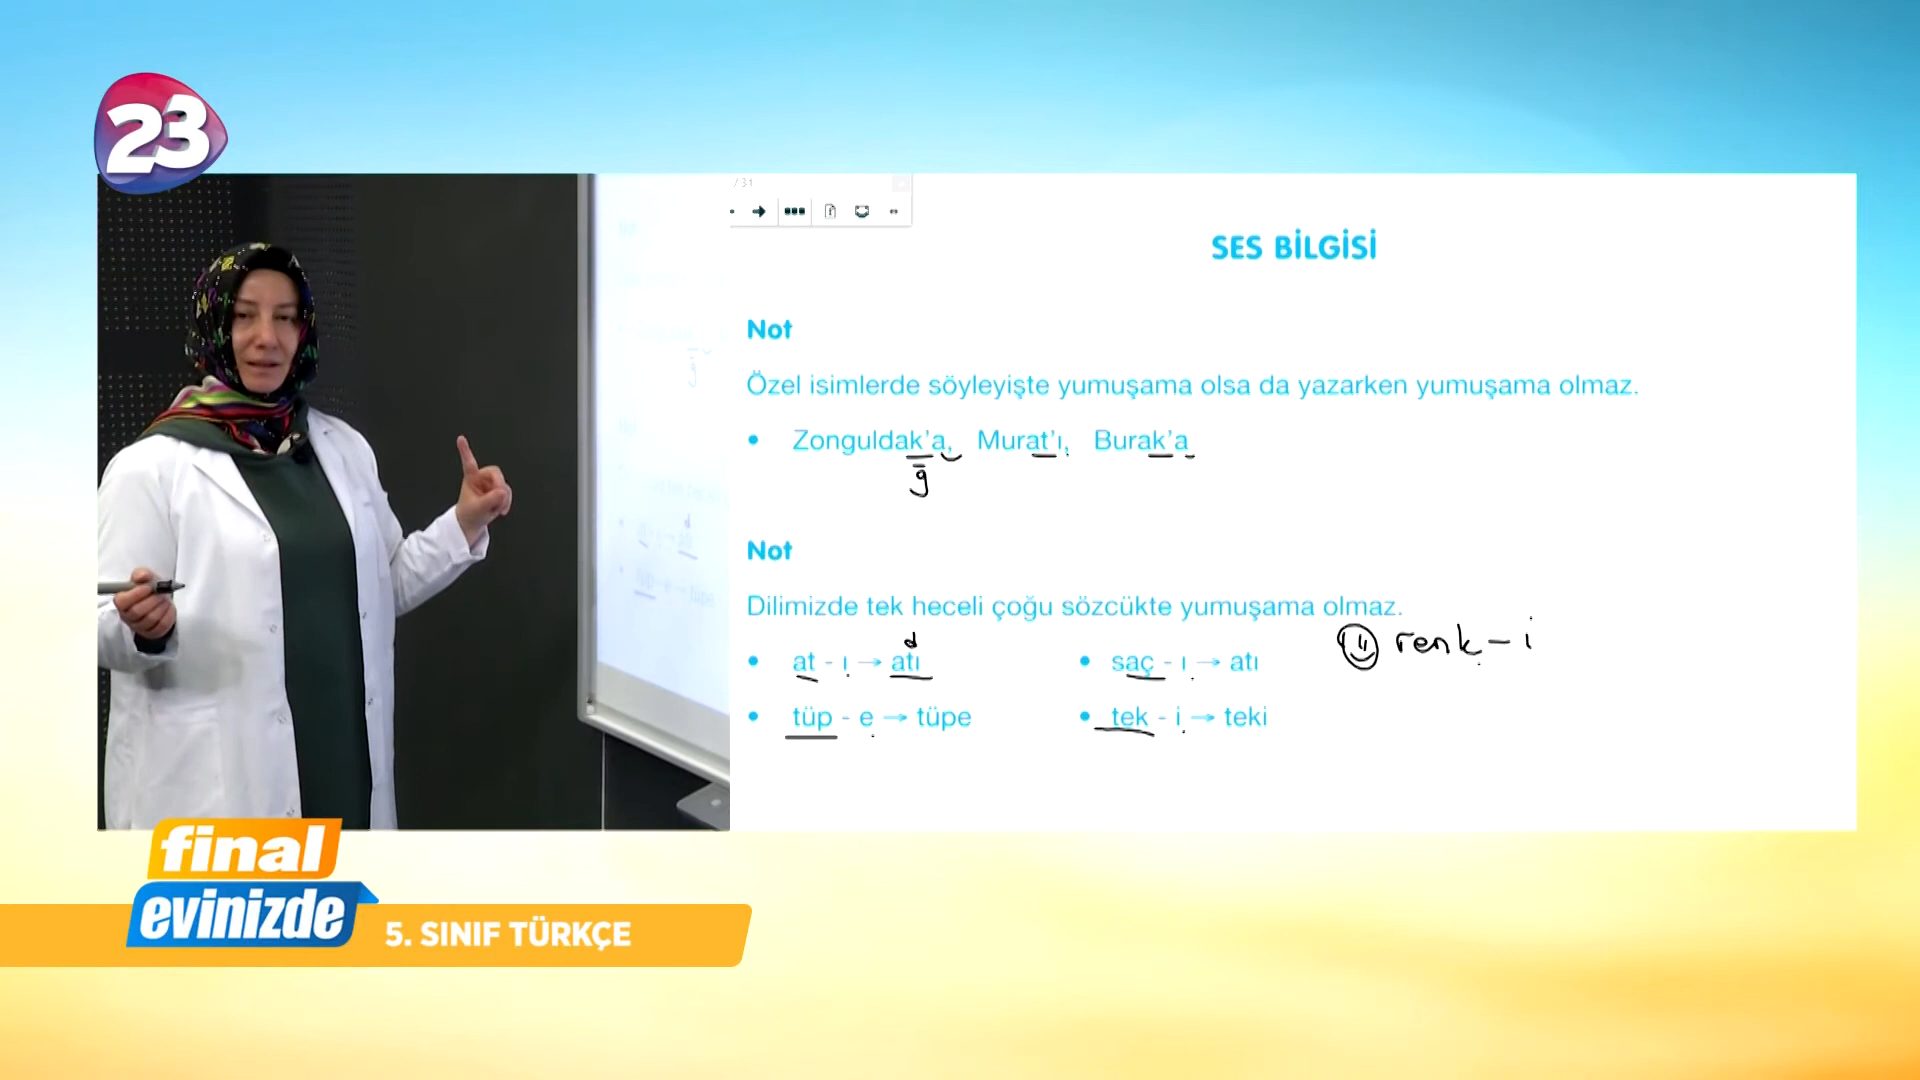 23
/ 31
SES BİLGİSİ
Not
Özel isimlerde söyleyişte yumuşama olsa da yazarken yumuşama olmaz.
• Zonguldak'a, Murat'ı, Burak'a
ğ
Not
Dilimizde tek heceli çoğu sözcükte yumuşama olmaz.
d
renk - i
• at - ı → atı • saç - ı → atı
• tüp - e → tüpe • tek - i → teki
final
evinizde
5. SINIF TÜRKÇE